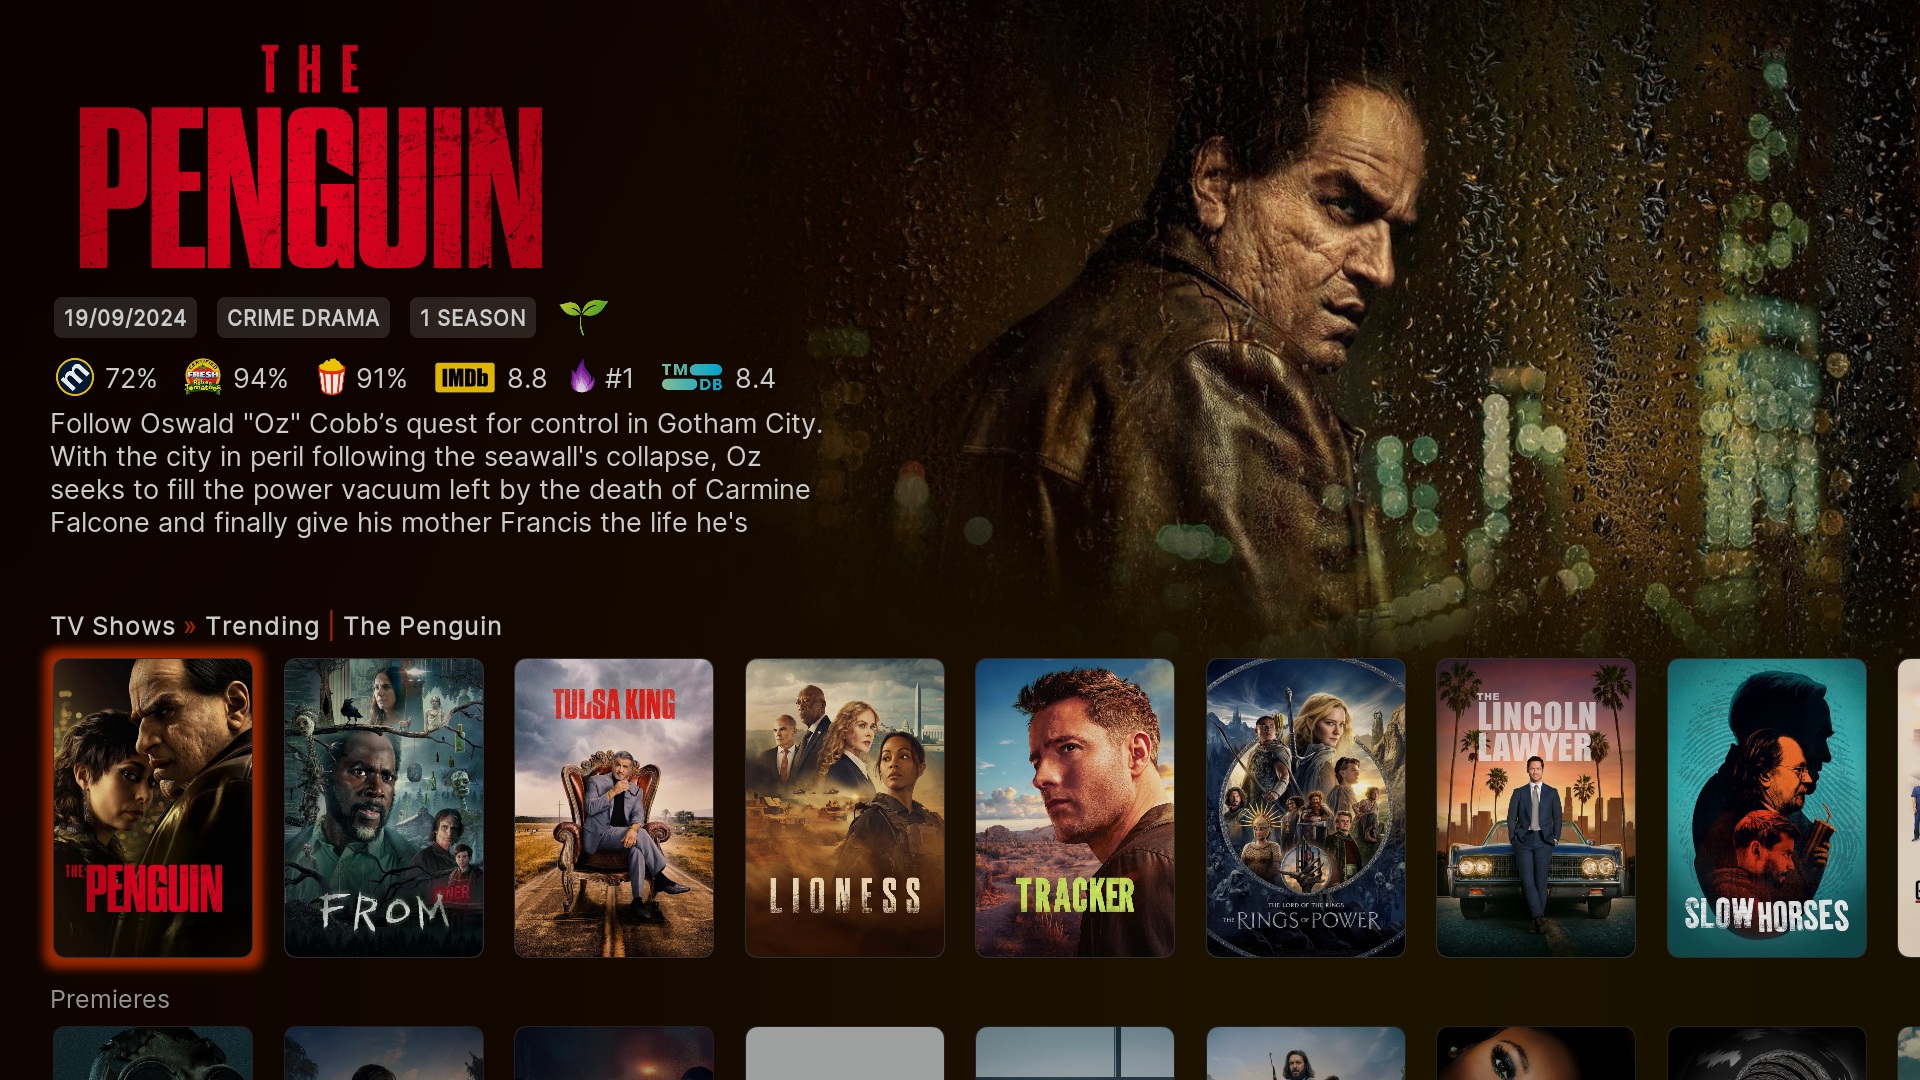 THE
PENGUIN
19/09/2024 CRIME DRAMA 1 SEASON
m 72% FRESH 94% 91% IMDb 8.8 #1 TMDB 8.4
Follow Oswald "Oz" Cobb’s quest for control in Gotham City.
With the city in peril following the seawall's collapse, Oz
seeks to fill the power vacuum left by the death of Carmine
Falcone and finally give his mother Francis the life he's
TV Shows » Trending | The Penguin
THE
PENGUIN
FROM
TULSA KING
LIONESS
TRACKER
THE LORD OF THE RINGS
THE RINGS OF POWER
THE
LINCOLN
LAWYER
SLOW HORSES
Premieres